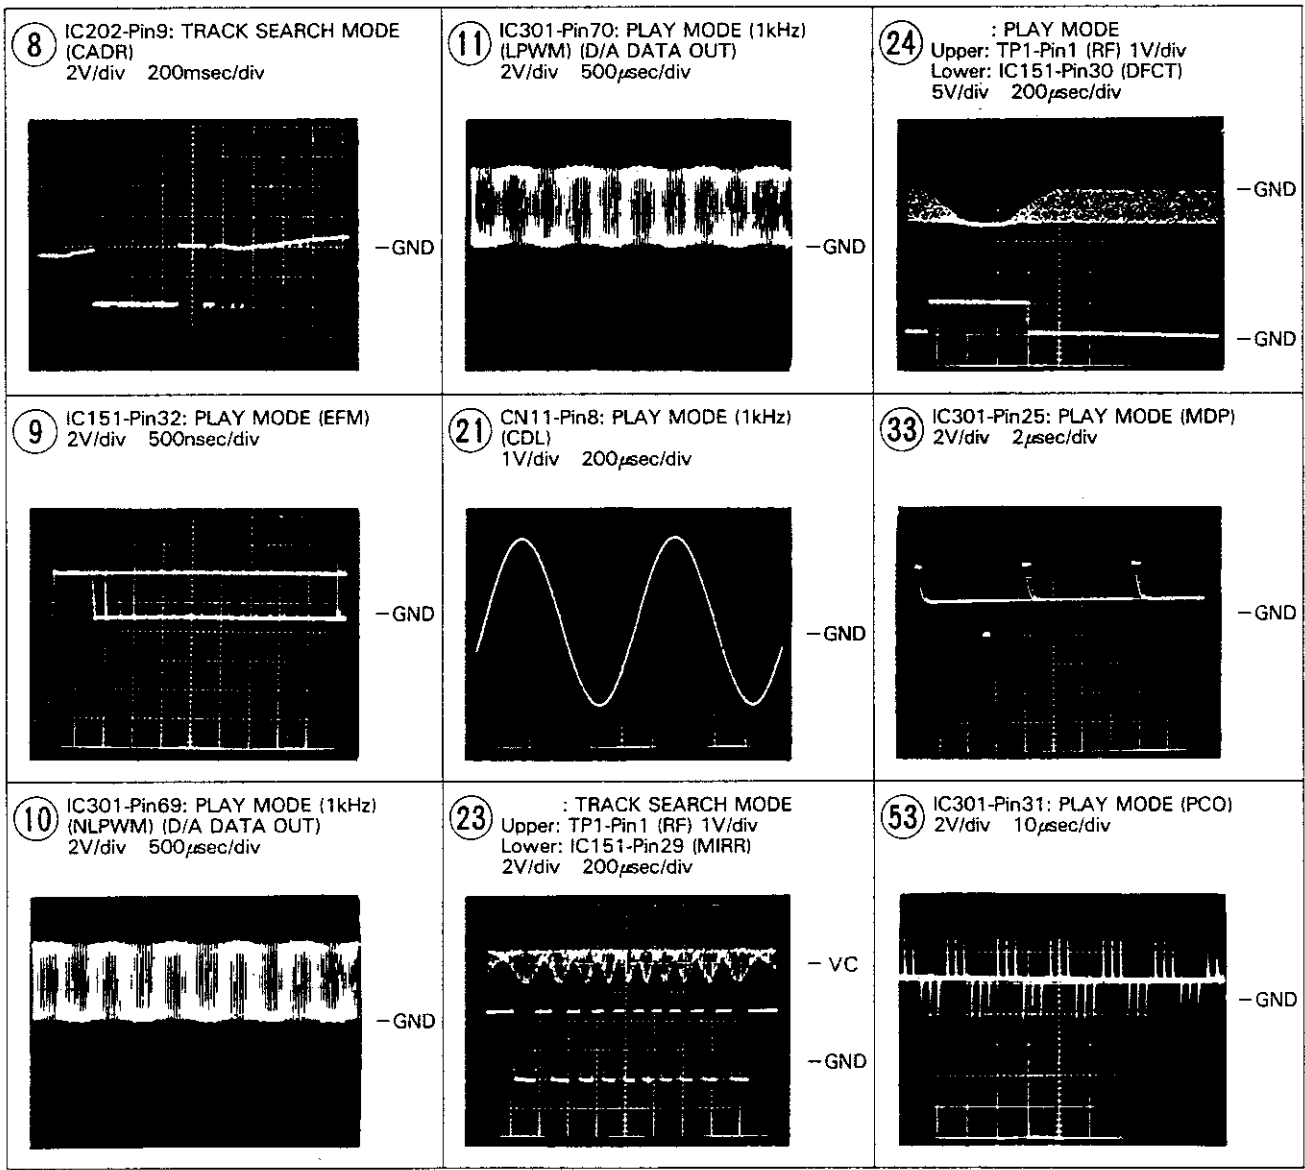 8 IC202-Pin9: TRACK SEARCH MODE
(CADR)
2V/div 200msec/div
–GND
11 IC301-Pin70: PLAY MODE (1kHz)
(LPWM) (D/A DATA OUT)
2V/div 500µsec/div
–GND
24 : PLAY MODE
Upper: TP1-Pin1 (RF) 1V/div
Lower: IC151-Pin30 (DFCT)
5V/div 200µsec/div
–GND
–GND
9 IC151-Pin32: PLAY MODE (EFM)
2V/div 500nsec/div
–GND
21 CN11-Pin8: PLAY MODE (1kHz)
(CDL)
1V/div 200µsec/div
–GND
33 IC301-Pin25: PLAY MODE (MDP)
2V/div 2µsec/div
–GND
10 IC301-Pin69: PLAY MODE (1kHz)
(NLPWM) (D/A DATA OUT)
2V/div 500µsec/div
–GND
23 : TRACK SEARCH MODE
Upper: TP1-Pin1 (RF) 1V/div
Lower: IC151-Pin29 (MIRR)
2V/div 200µsec/div
– VC
–GND
53 IC301-Pin31: PLAY MODE (PCO)
2V/div 10µsec/div
–GND